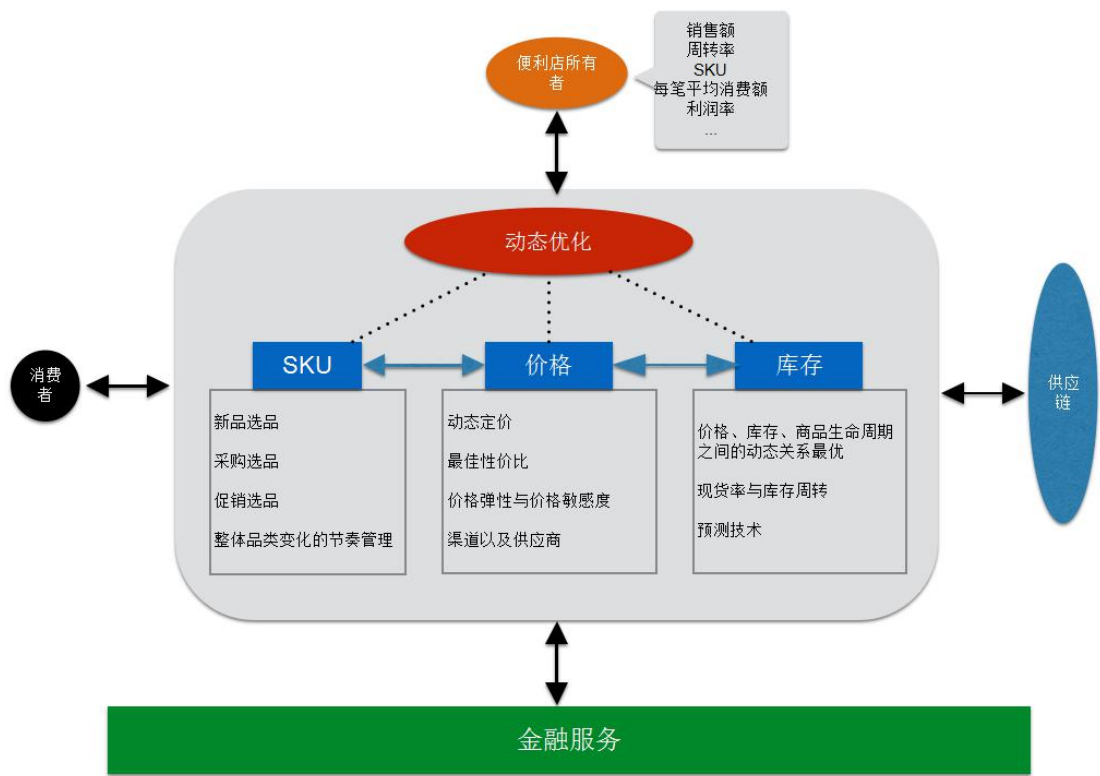 销售额
周转率
SKU
每笔平均消费额
利润率
...
便利店所有
者
动态优化
SKU
价格
库存
消费
者
供应
链
新品选品
采购选品
促销选品
整体品类变化的节奏管理
动态定价
最佳性价比
价格弹性与价格敏感度
渠道以及供应商
价格、库存、商品生命周期
之间的动态关系最优
现货率与库存周转
预测技术
金融服务